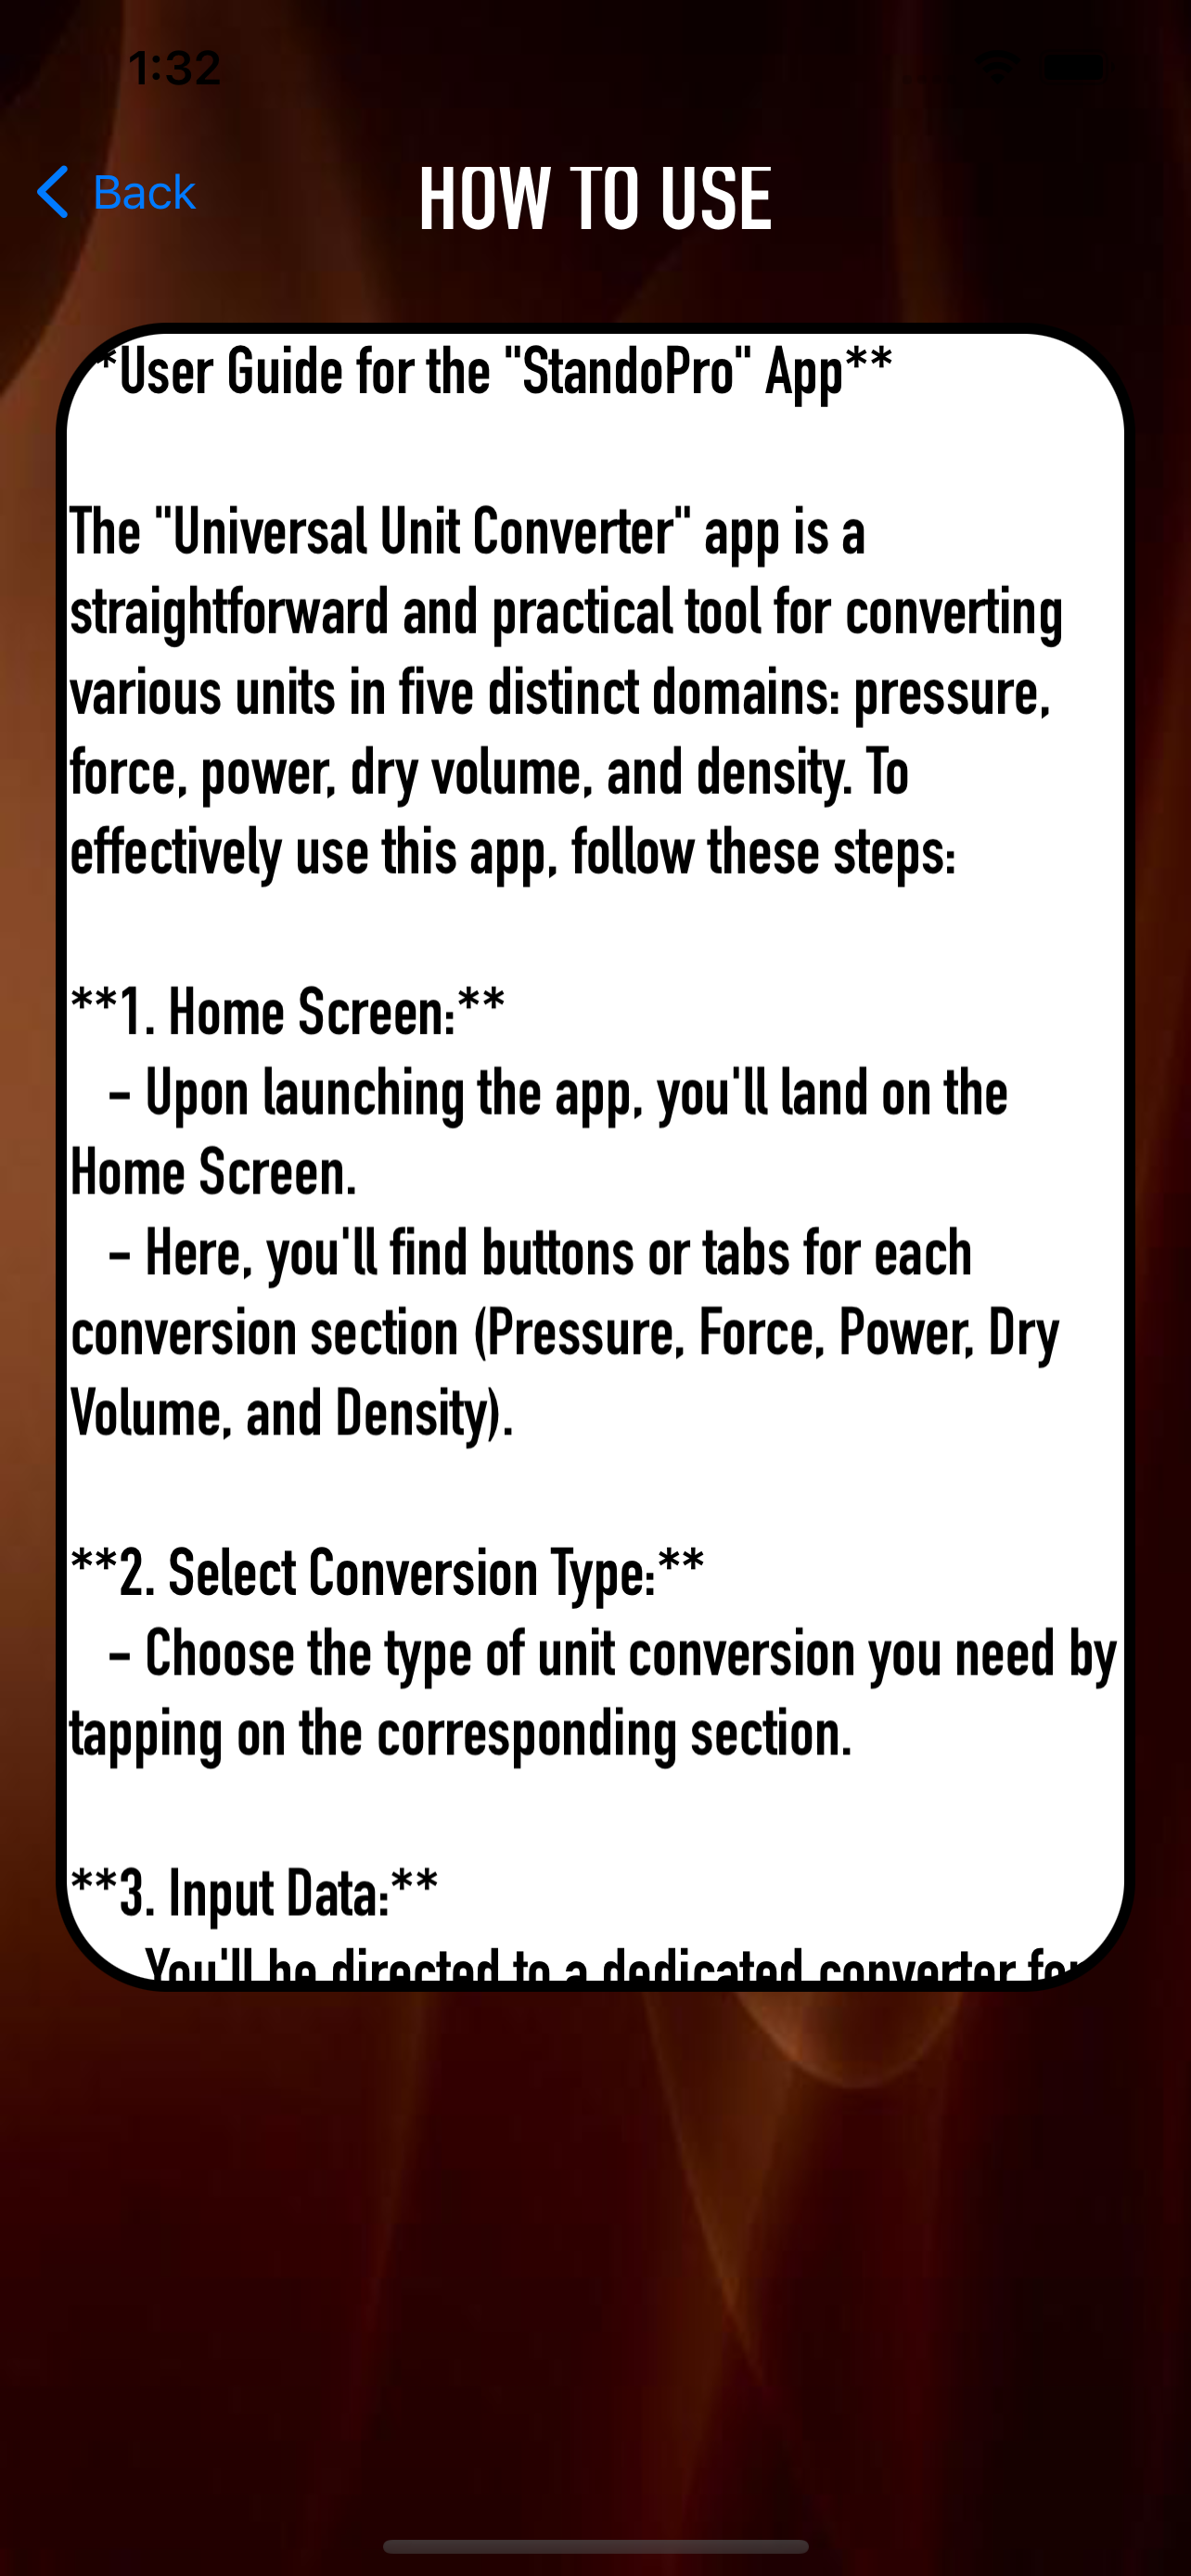 1:32
Back
HOW TO USE
*User Guide for the "StandoPro" App**
The "Universal Unit Converter" app is a
straightforward and practical tool for converting
various units in five distinct domains: pressure,
force, power, dry volume, and density. To
effectively use this app, follow these steps:
**1. Home Screen:**
- Upon launching the app, you'll land on the
Home Screen.
- Here, you'll find buttons or tabs for each
conversion section (Pressure, Force, Power, Dry
Volume, and Density).
**2. Select Conversion Type:**
- Choose the type of unit conversion you need by
tapping on the corresponding section.
**3. Input Data:**
You'll be directed to a dedicated converter for